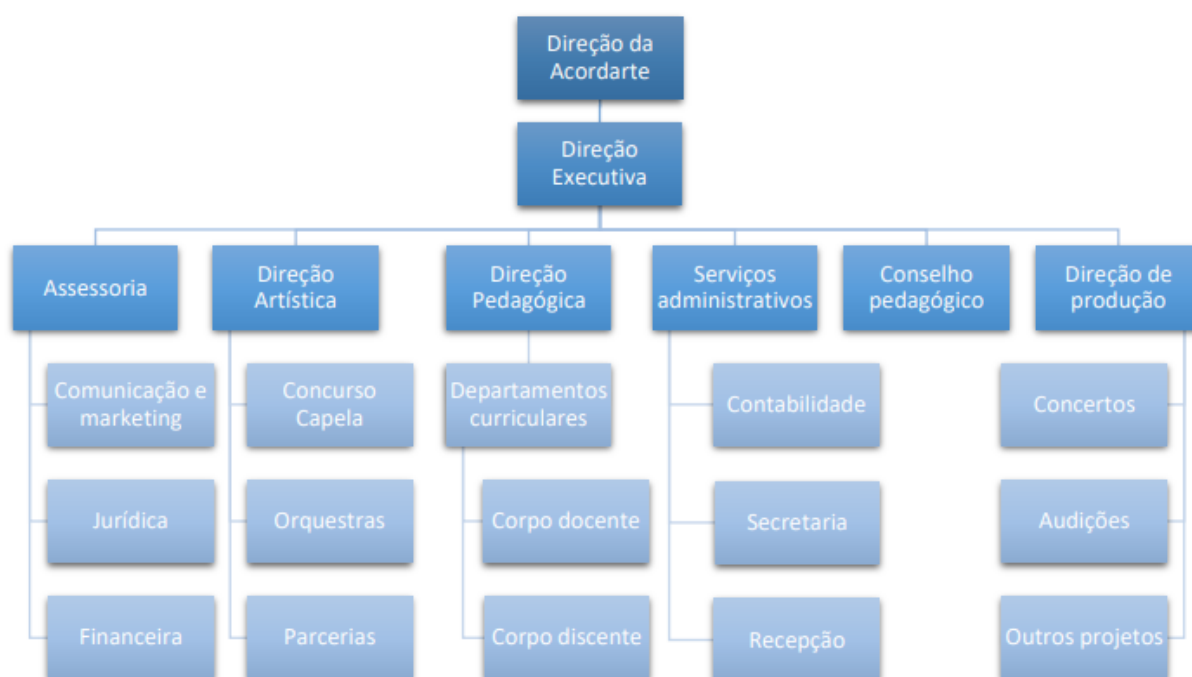 Direção da
Acordarte
Direção
Executiva
Assessoria
Direção
Artística
Direção
Pedagógica
Serviços
administrativos
Conselho
pedagógico
Direção de
produção
Comunicação e
marketing
Concurso
Capela
Departamentos
curriculares
Contabilidade
Concertos
Jurídica
Orquestras
Corpo docente
Secretaria
Audições
Financeira
Parcerias
Corpo discente
Recepção
Outros projetos